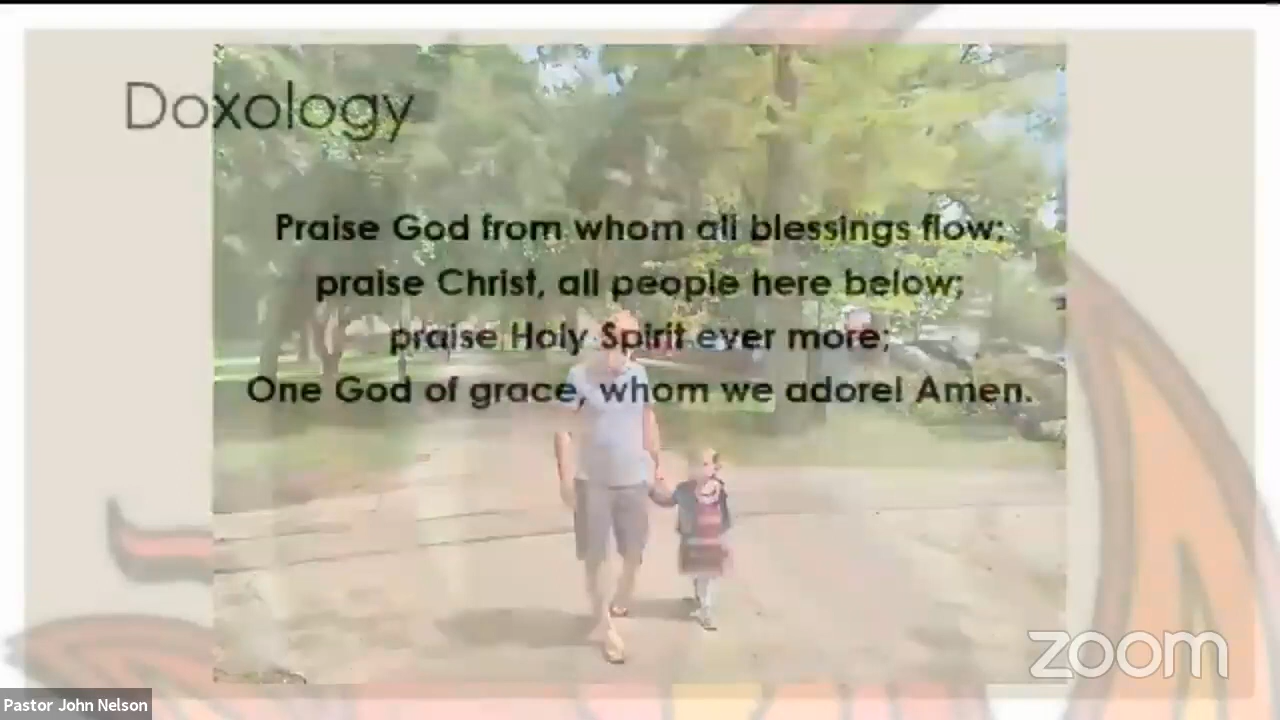 Doxology
Praise God from whom all blessings flow;
praise Christ, all people here below;
praise Holy Spirit ever more;
One God of grace, whom we adore! Amen.
zoom
Pastor John Nelson